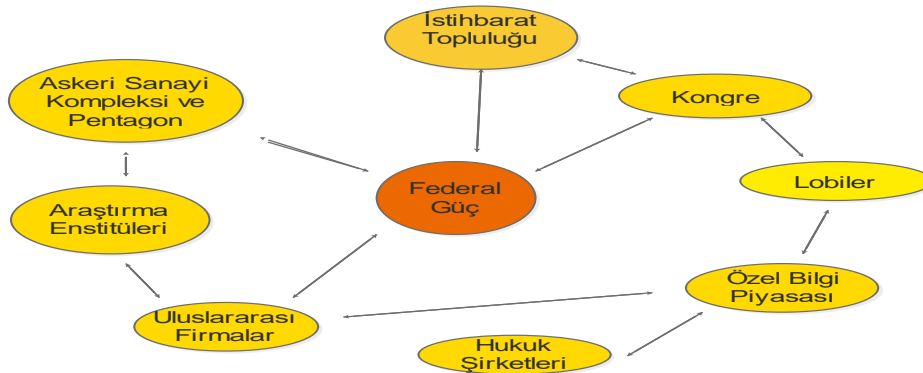 İstihbarat
Topluluğu
Askeri Sanayi
Kompleksi ve
Pentagon
Kongre
Federal
Güç
Lobiler
Araştırma
Enstitüleri
Özel Bilgi
Piyasası
Uluslararası
Firmalar
Hukuk
Şirketleri